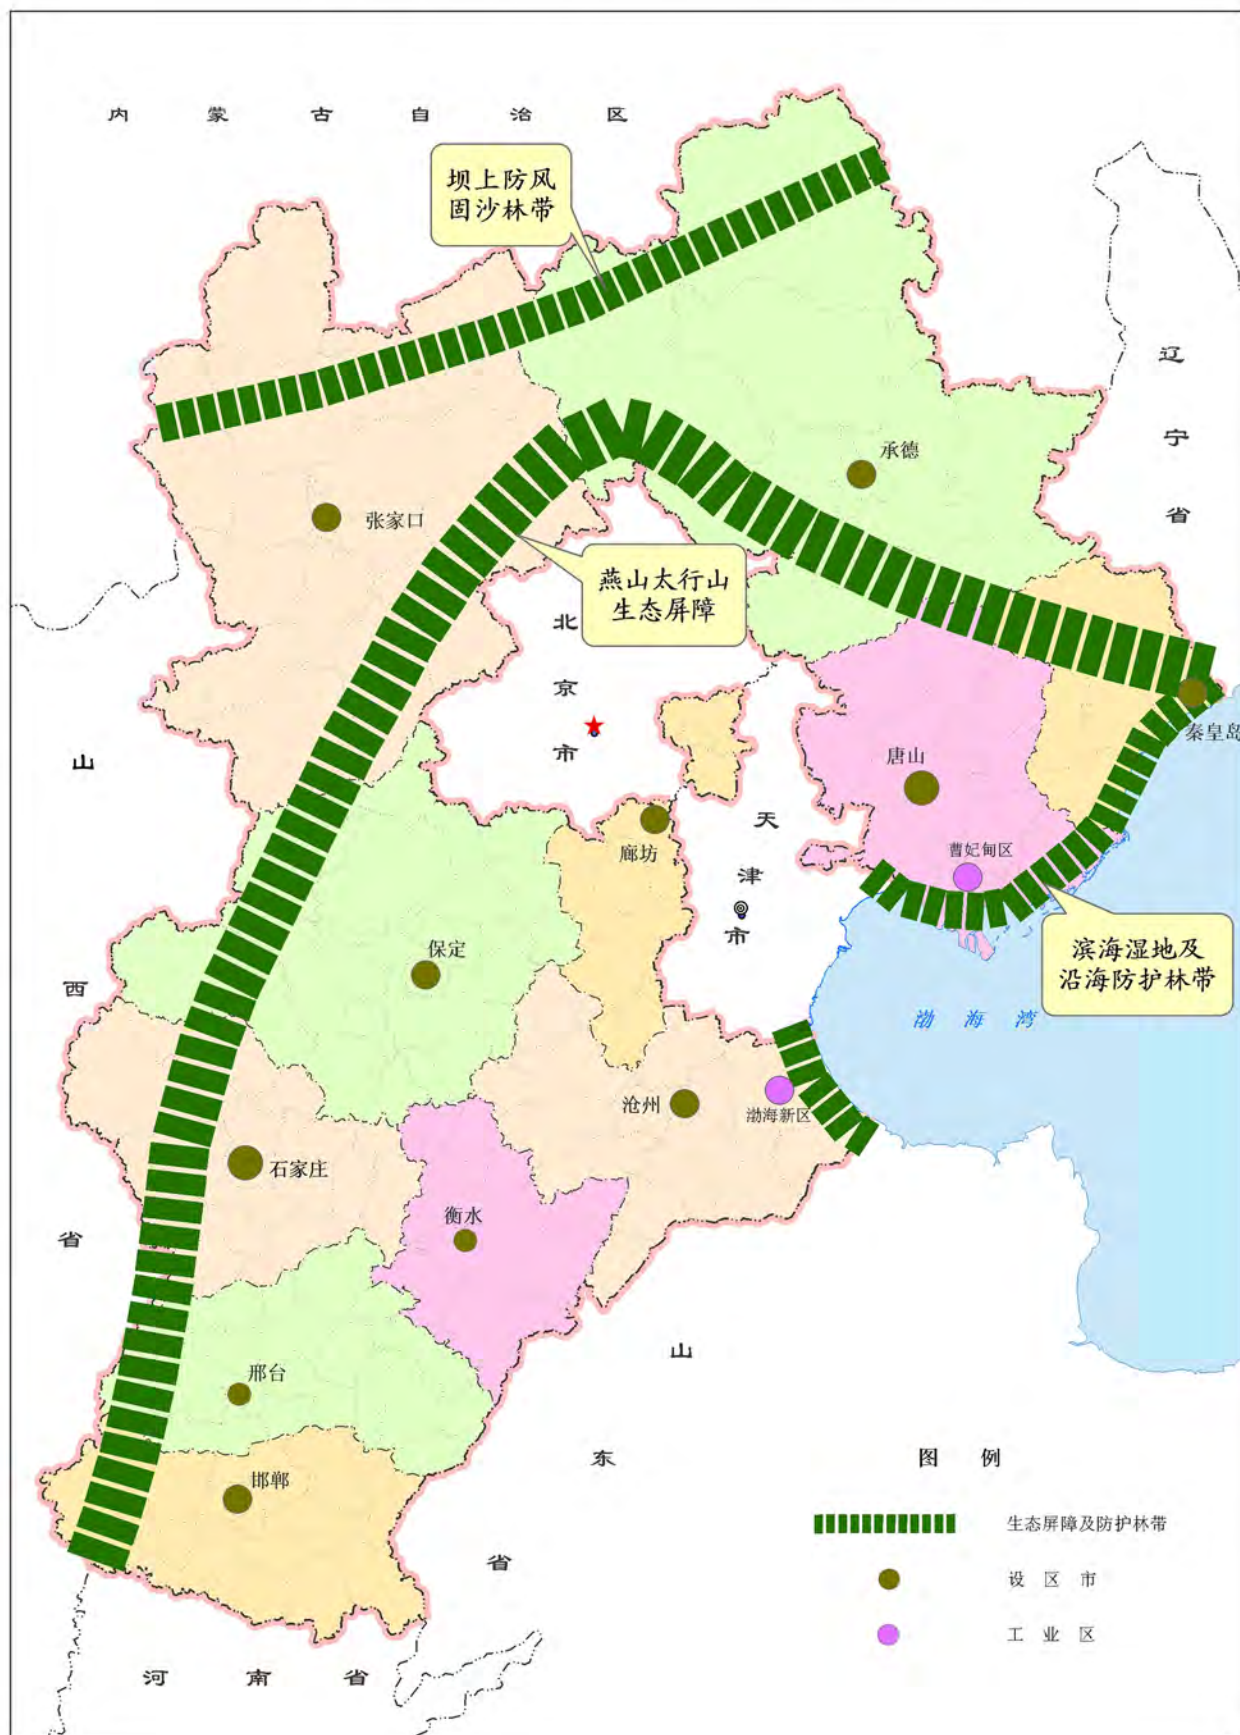 内蒙古自治区
坝上防风
固沙林带
辽宁省
承德
张家口
燕山太行山
生态屏障
北京市
秦皇岛
唐山
天津市
廊坊
曹妃甸区
山西省
保定
滨海湿地及
沿海防护林带
渤海湾
沧州
渤海新区
石家庄
衡水
山东省
邢台
邯郸
河南省
图例
生态屏障及防护林带
设区市
工业区